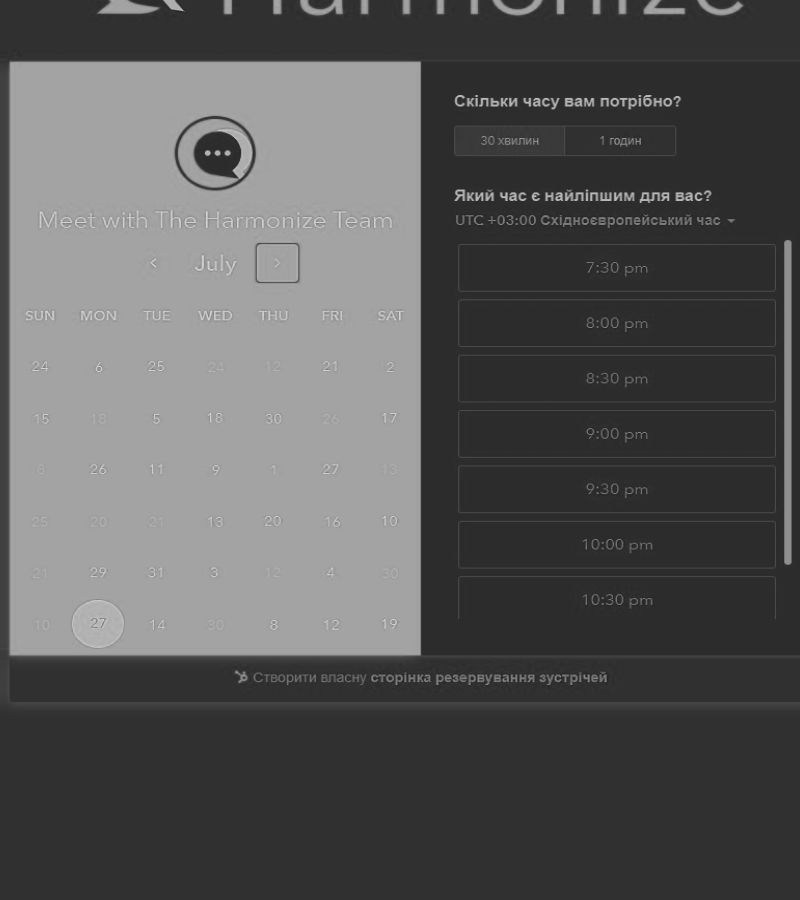 Harmonize
Meet with The Harmonize Team
July
SUN MON TUE WED THU FRI SAT
24 6 25 24 12 21 2
15 18 5 18 30 26 17
8 26 11 9 1 27 13
25 20 21 13 20 16 10
21 29 31 3 12 4 30
10 27 14 30 8 12 19
Скільки часу вам потрібно?
30 хвилин 1 годин
Який час є найліпшим для вас?
UTC +03:00 Східноєвропейський час
7:30 pm
8:00 pm
8:30 pm
9:00 pm
9:30 pm
10:00 pm
10:30 pm
Створити власну сторінка резервування зустрічей